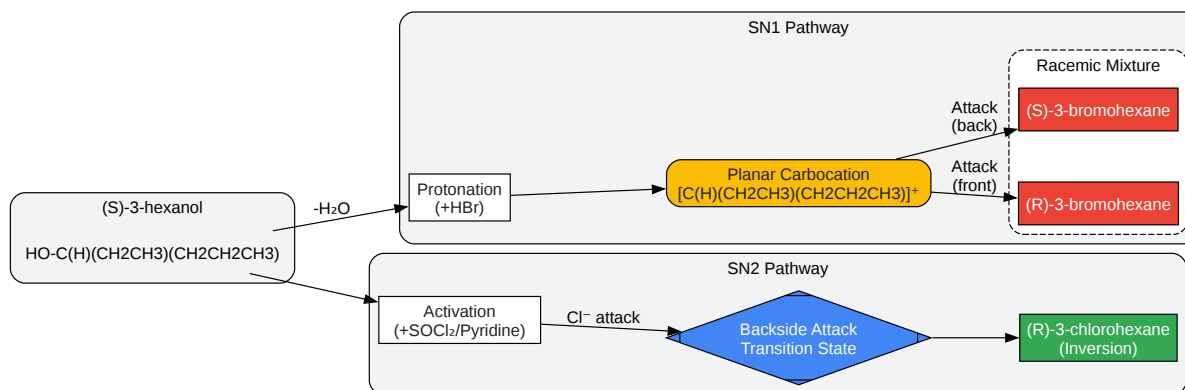 SN1 Pathway
Racemic Mixture
(S)-3-bromohexane
Attack
(back)
Planar Carbocation
[C(H)(CH2CH3)(CH2CH2CH3)]⁺
Attack
(front)
(R)-3-bromohexane
Protonation
(+HBr)
-H₂O
(S)-3-hexanol
HO-C(H)(CH2CH3)(CH2CH2CH3)
SN2 Pathway
Activation
(+SOCl₂/Pyridine)
Cl⁻ attack
Backside Attack
Transition State
(R)-3-chlorohexane
(Inversion)